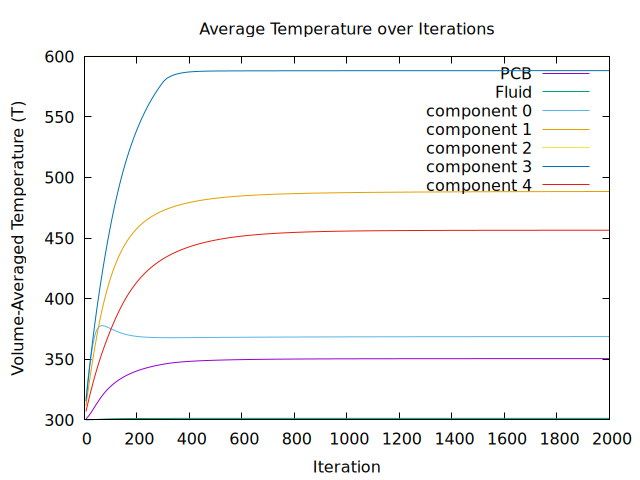 Average Temperature over Iterations
Volume-Averaged Temperature (T)
600
550
500
450
400
350
300
PCB
Fluid
component 0
component 1
component 2
component 3
component 4
0 200 400 600 800 1000 1200 1400 1600 1800 2000
Iteration